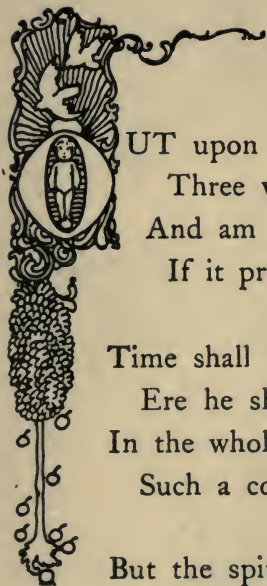 OUT upon
Three
And am
If it
Time shall
Ere he
In the
Such a
But the